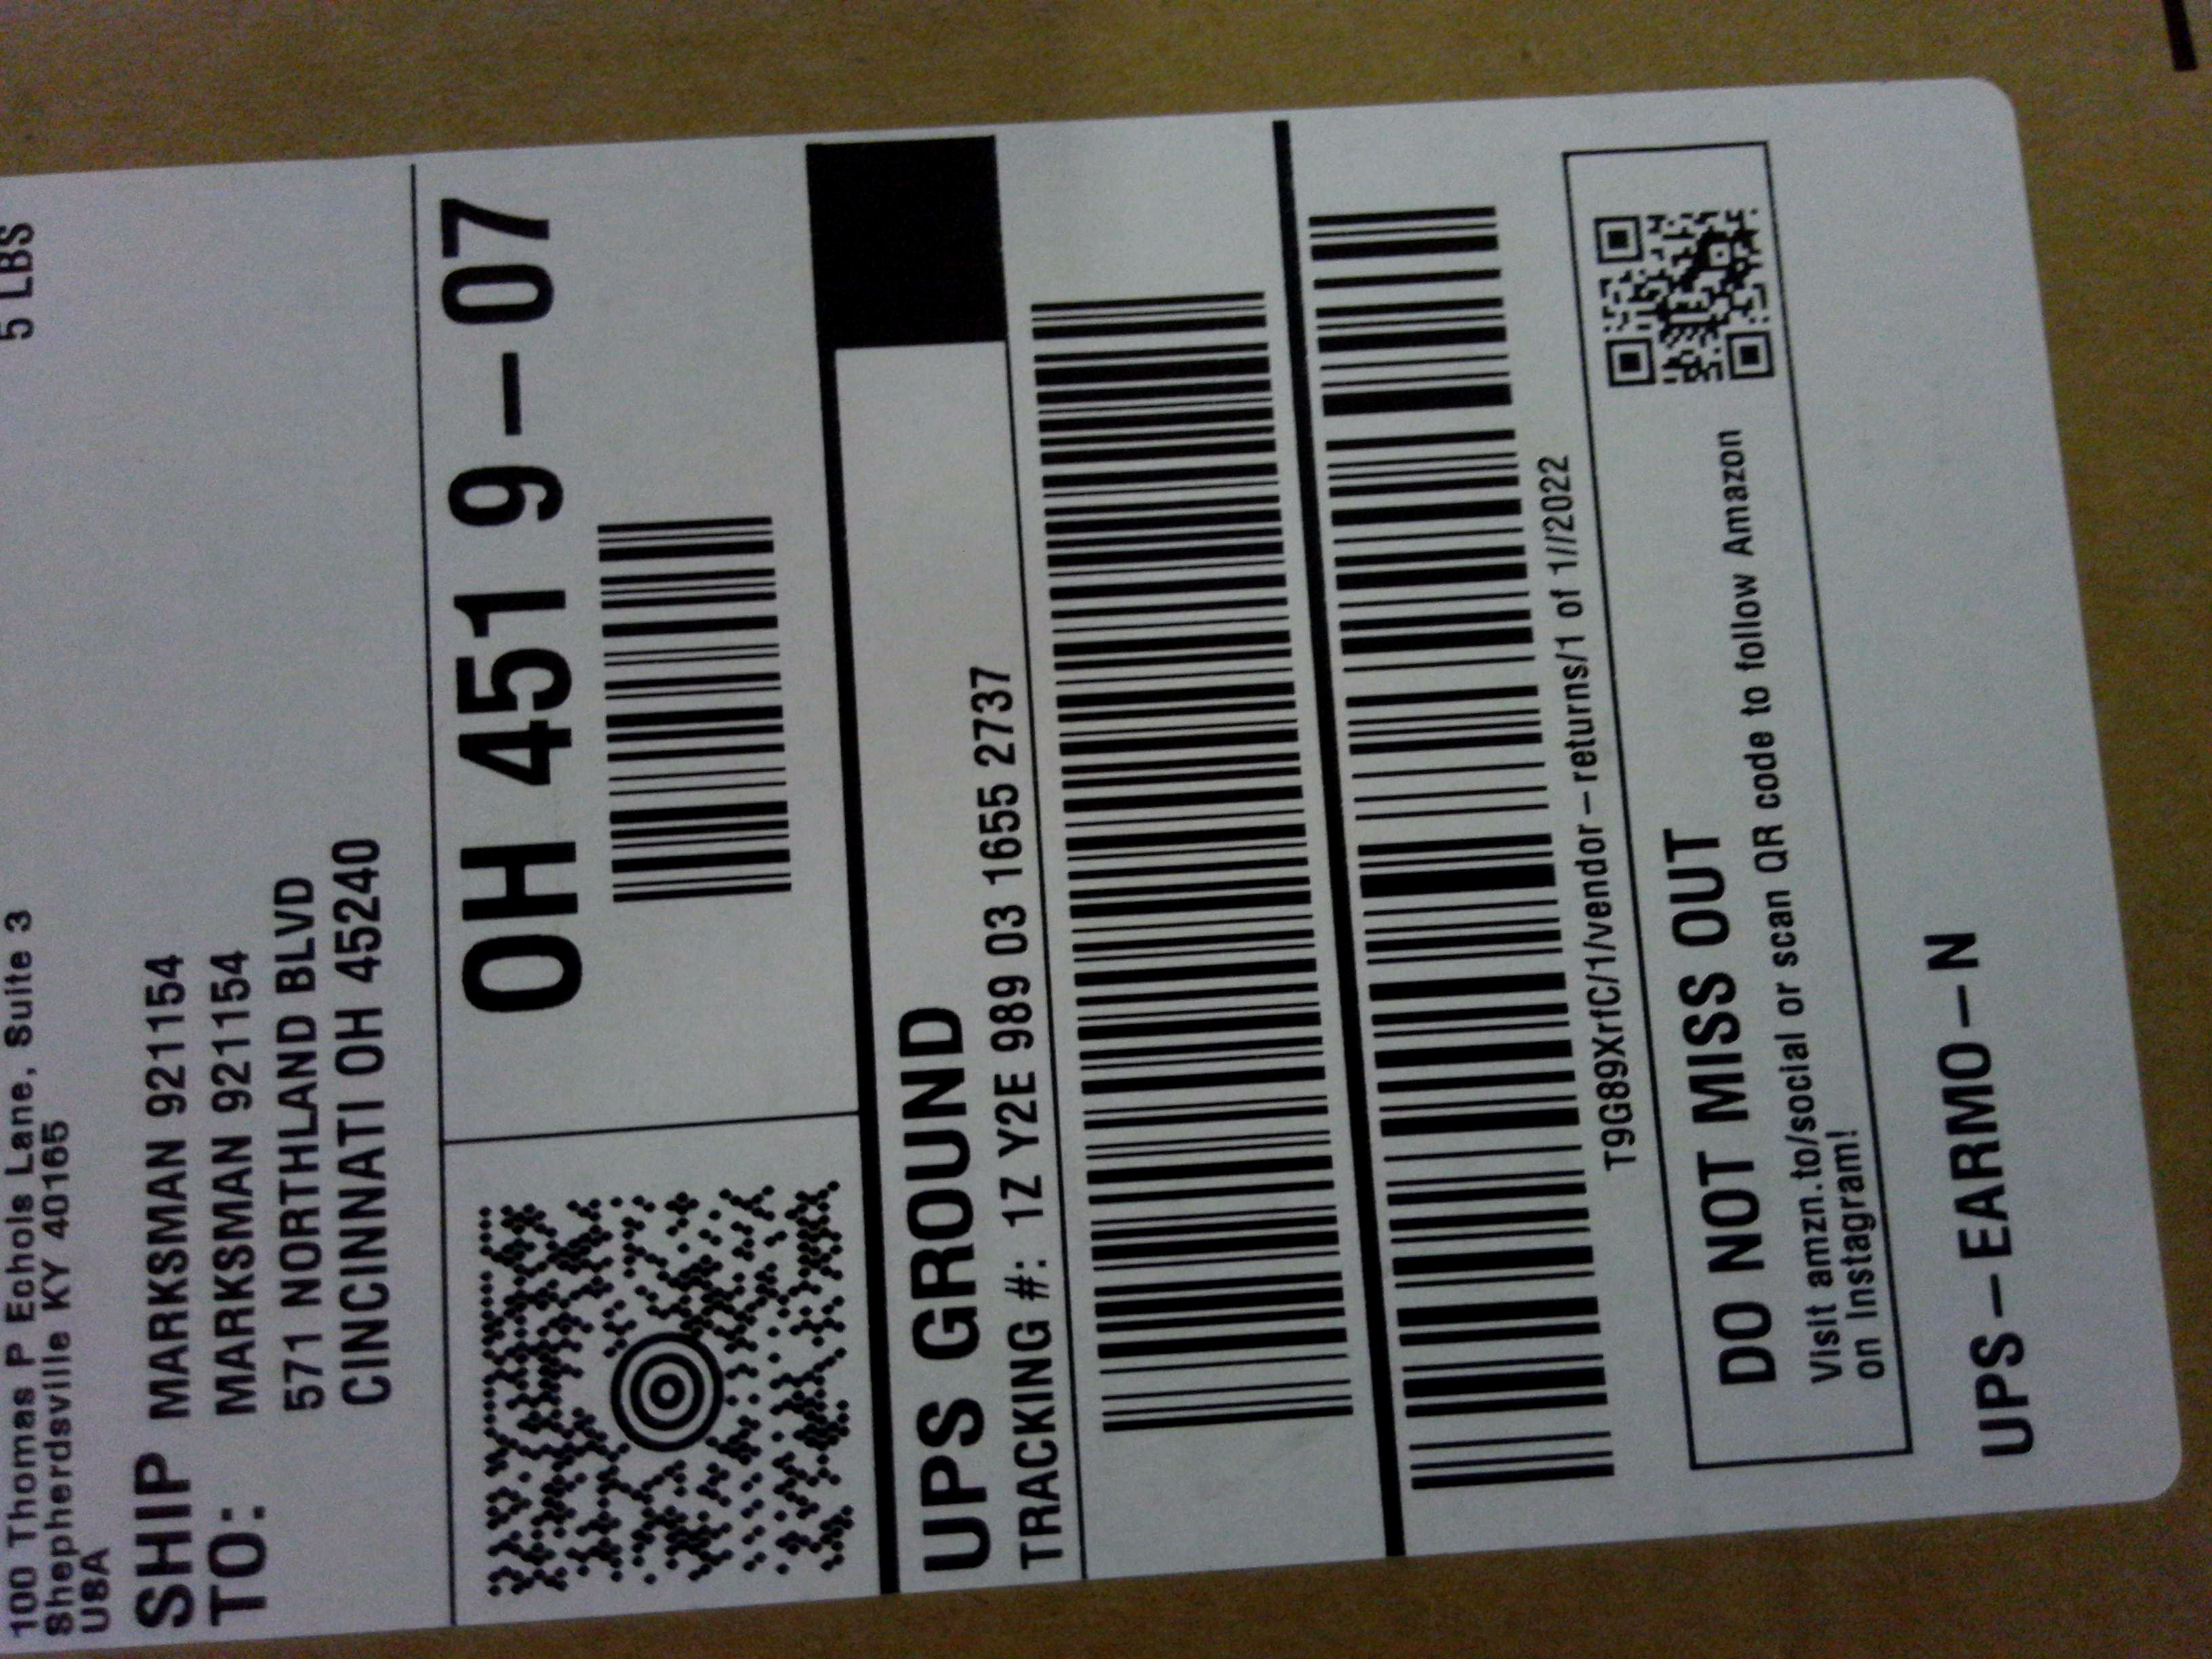 5 LBS
100 Thomas P Echols Lane, Suite 3
Shepherdsville KY 40165
USA
SHIP
TO:
MARKSMAN 921154
MARKSMAN 921154
571 NORTHLAND BLVD
CINCINNATI OH 45240
OH 451 9-07
UPS GROUND
TRACKING #: 1Z Y2E 989 03 1655 2737
T9G89XrfC/1/vendor-returns/1 of 1//2022
DO NOT MISS OUT
Visit amzn.to/social or scan QR code to follow Amazon
on Instagram!
UPS-EARMO-N